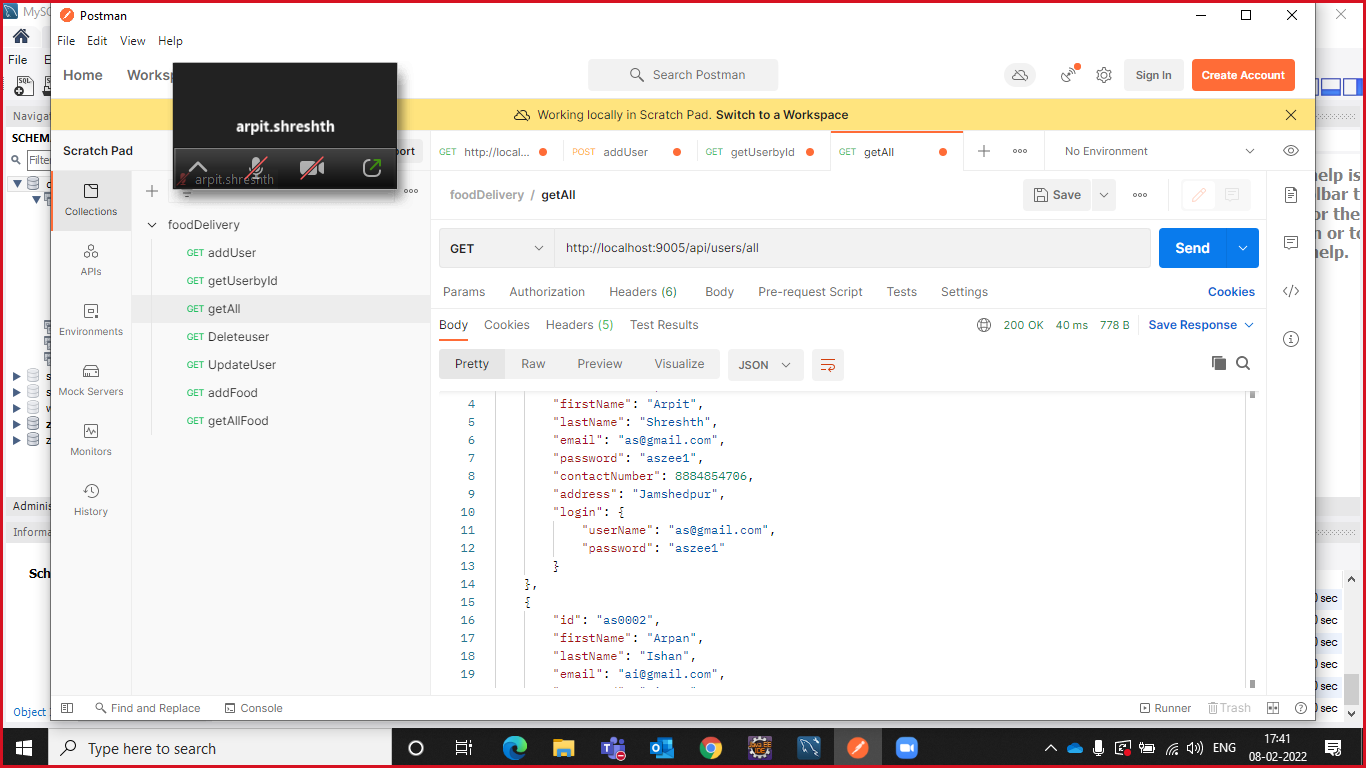 MySQ
Postman
File Edit View Help
Home Worksp
Search Postman
Sign In
Create Account
File
Working locally in Scratch Pad. Switch to a Workspace
Navigat
arpit.shreshth
arpit.shreshth
SCHEM
Filter
Scratch Pad
ort
GET http://local...
POST addUser
GET getUserbyId
GET getAll
No Environment
foodDelivery / getAll
Save
Collections
APIs
Environments
Mock Servers
Monitors
History
foodDelivery
GET addUser
GET getUserbyId
GET getAll
GET Deleteuser
GET UpdateUser
GET addFood
GET getAllFood
GET
http://localhost:9005/api/users/all
Send
Params Authorization Headers (6) Body Pre-request Script Tests Settings Cookies
Body Cookies Headers (5) Test Results
200 OK 40 ms 778 B Save Response
Pretty Raw Preview Visualize JSON
4 "firstName": "Arpit",
5 "lastName": "Shreshth",
6 "email": "as@gmail.com",
7 "password": "aszee1",
8 "contactNumber": 8884854706,
9 "address": "Jamshedpur",
10 "login": {
11 "userName": "as@gmail.com",
12 "password": "aszee1"
13 }
14 },
15 {
16 "id": "as0002",
17 "firstName": "Arpan",
18 "lastName": "Ishan",
19 "email": "ai@gmail.com",
help is
lbar t
or the
n or to
help.
Adminis
Informa
Sch
Object
0 sec
0 sec
0 sec
0 sec
0 sec
0 sec
Find and Replace
Console
Runner
Trash
Type here to search
ENG
17:41
08-02-2022